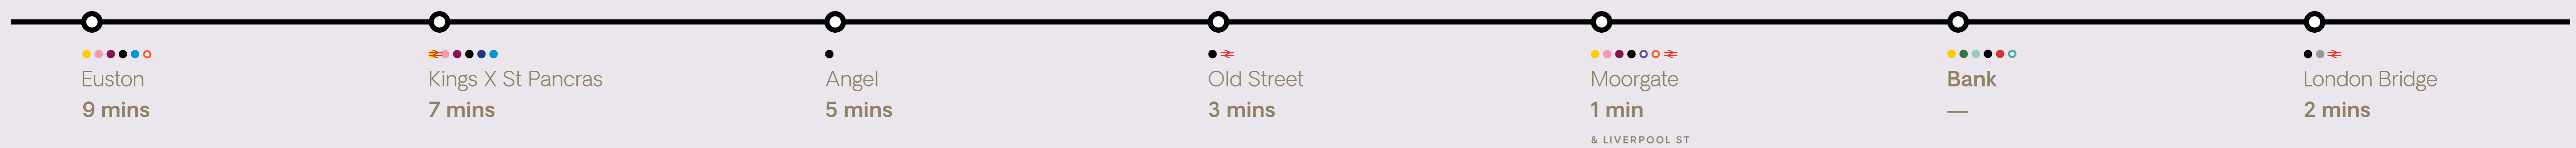 Euston
9 mins
Kings X St Pancras
7 mins
Angel
5 mins
Old Street
3 mins
Moorgate
1 min
& LIVERPOOL ST
Bank
—
London Bridge
2 mins